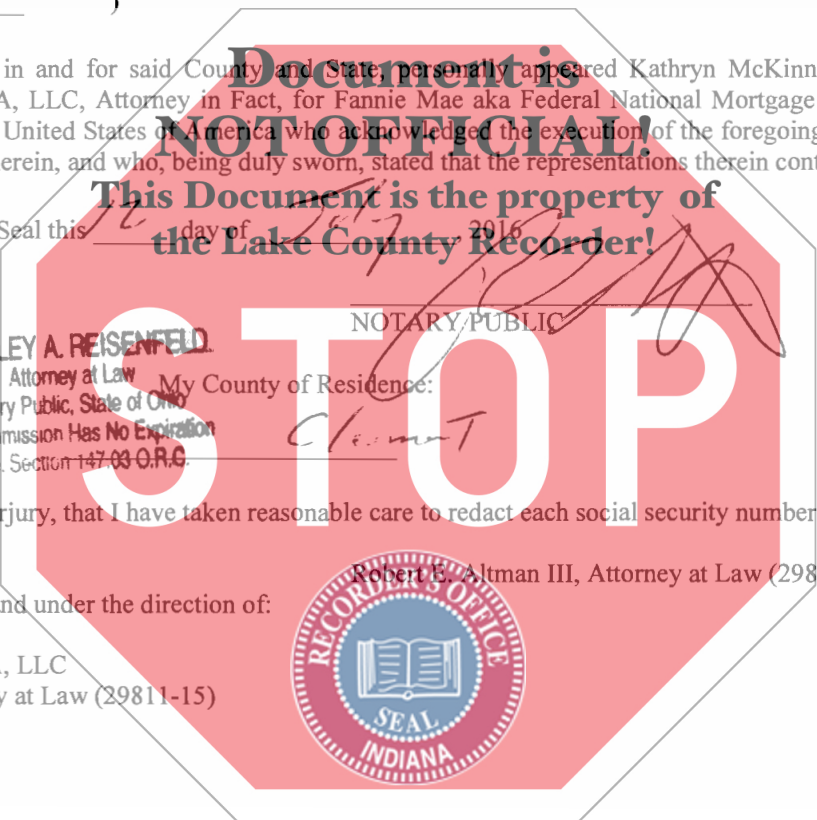 Document is
NOT OFFICIAL!
This Document is the property of
the Lake County Recorder!
STOP
in and for said County and State, personally appeared Kathryn McKinn
A, LLC, Attorney in Fact, for Fannie Mae aka Federal National Mortgage
United States of America who acknowledged the execution of the foregoing
erein, and who, being duly sworn, stated that the representations therein cont
Seal this 12 day of July, 2016
NOTARY PUBLIC
LEY A. REISENFELD
Attorney at Law
ry Public, State of Ohio
mmission Has No Expiration
. Section 147.03 O.R.C.
My County of Residence:
Clermont
rjury, that I have taken reasonable care to redact each social security number
Robert E. Altman III, Attorney at Law (298
nd under the direction of:
., LLC
y at Law (29811-15)
RECORDER'S OFFICE
SEAL
INDIANA